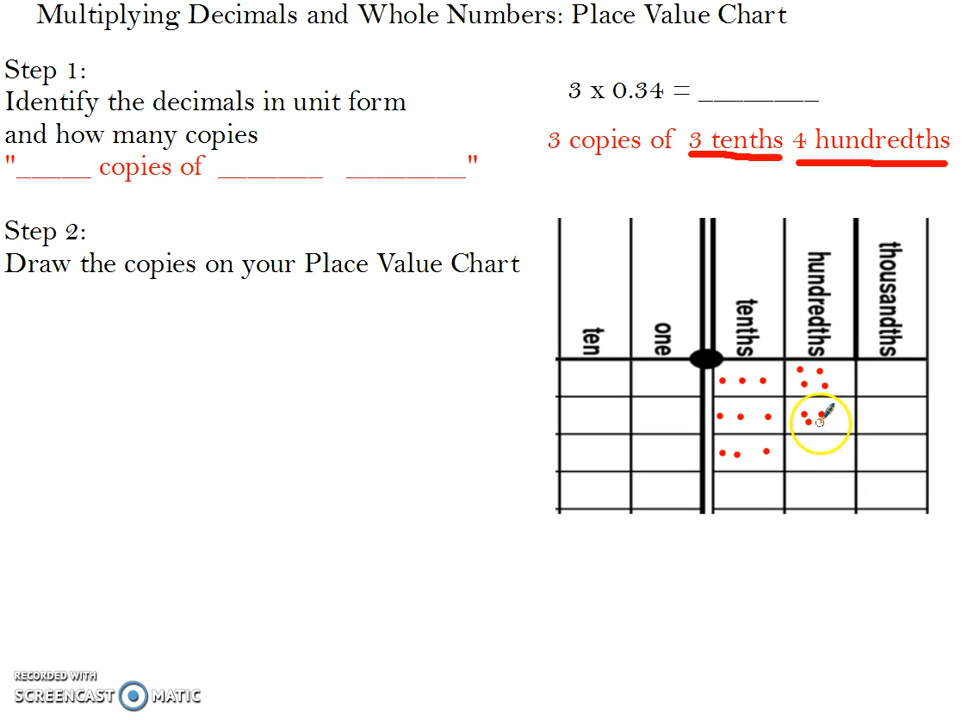 Multiplying Decimals and Whole Numbers: Place Value Chart
Step 1:
Identify the decimals in unit form
and how many copies
"_____ copies of _______ ________"
3 x 0.34 = ________
3 copies of 3 tenths 4 hundredths
Step 2:
Draw the copies on your Place Value Chart
ten
one
tenths
hundredths
thousandths
RECORDED WITH
SCREENCAST MATIC